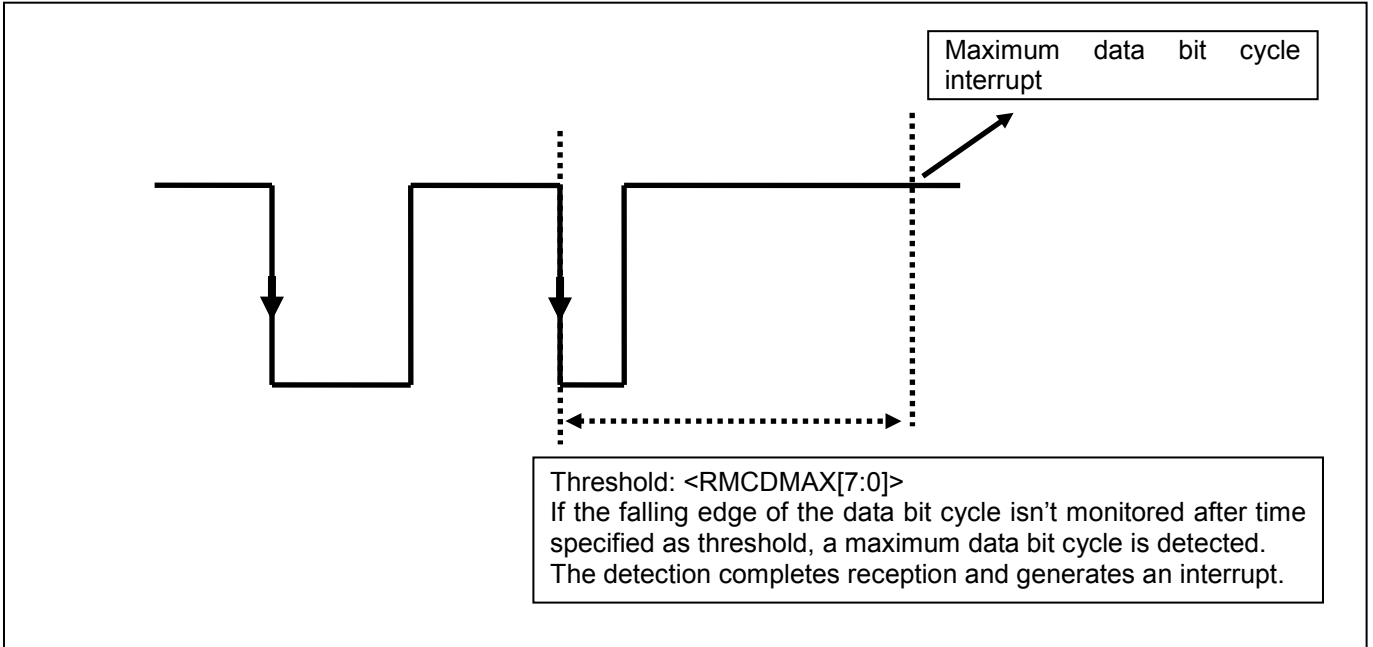 Maximum data bit cycle
interrupt
Threshold: <RMCDMAX[7:0]>
If the falling edge of the data bit cycle isn't monitored after time
specified as threshold, a maximum data bit cycle is detected.
The detection completes reception and generates an interrupt.